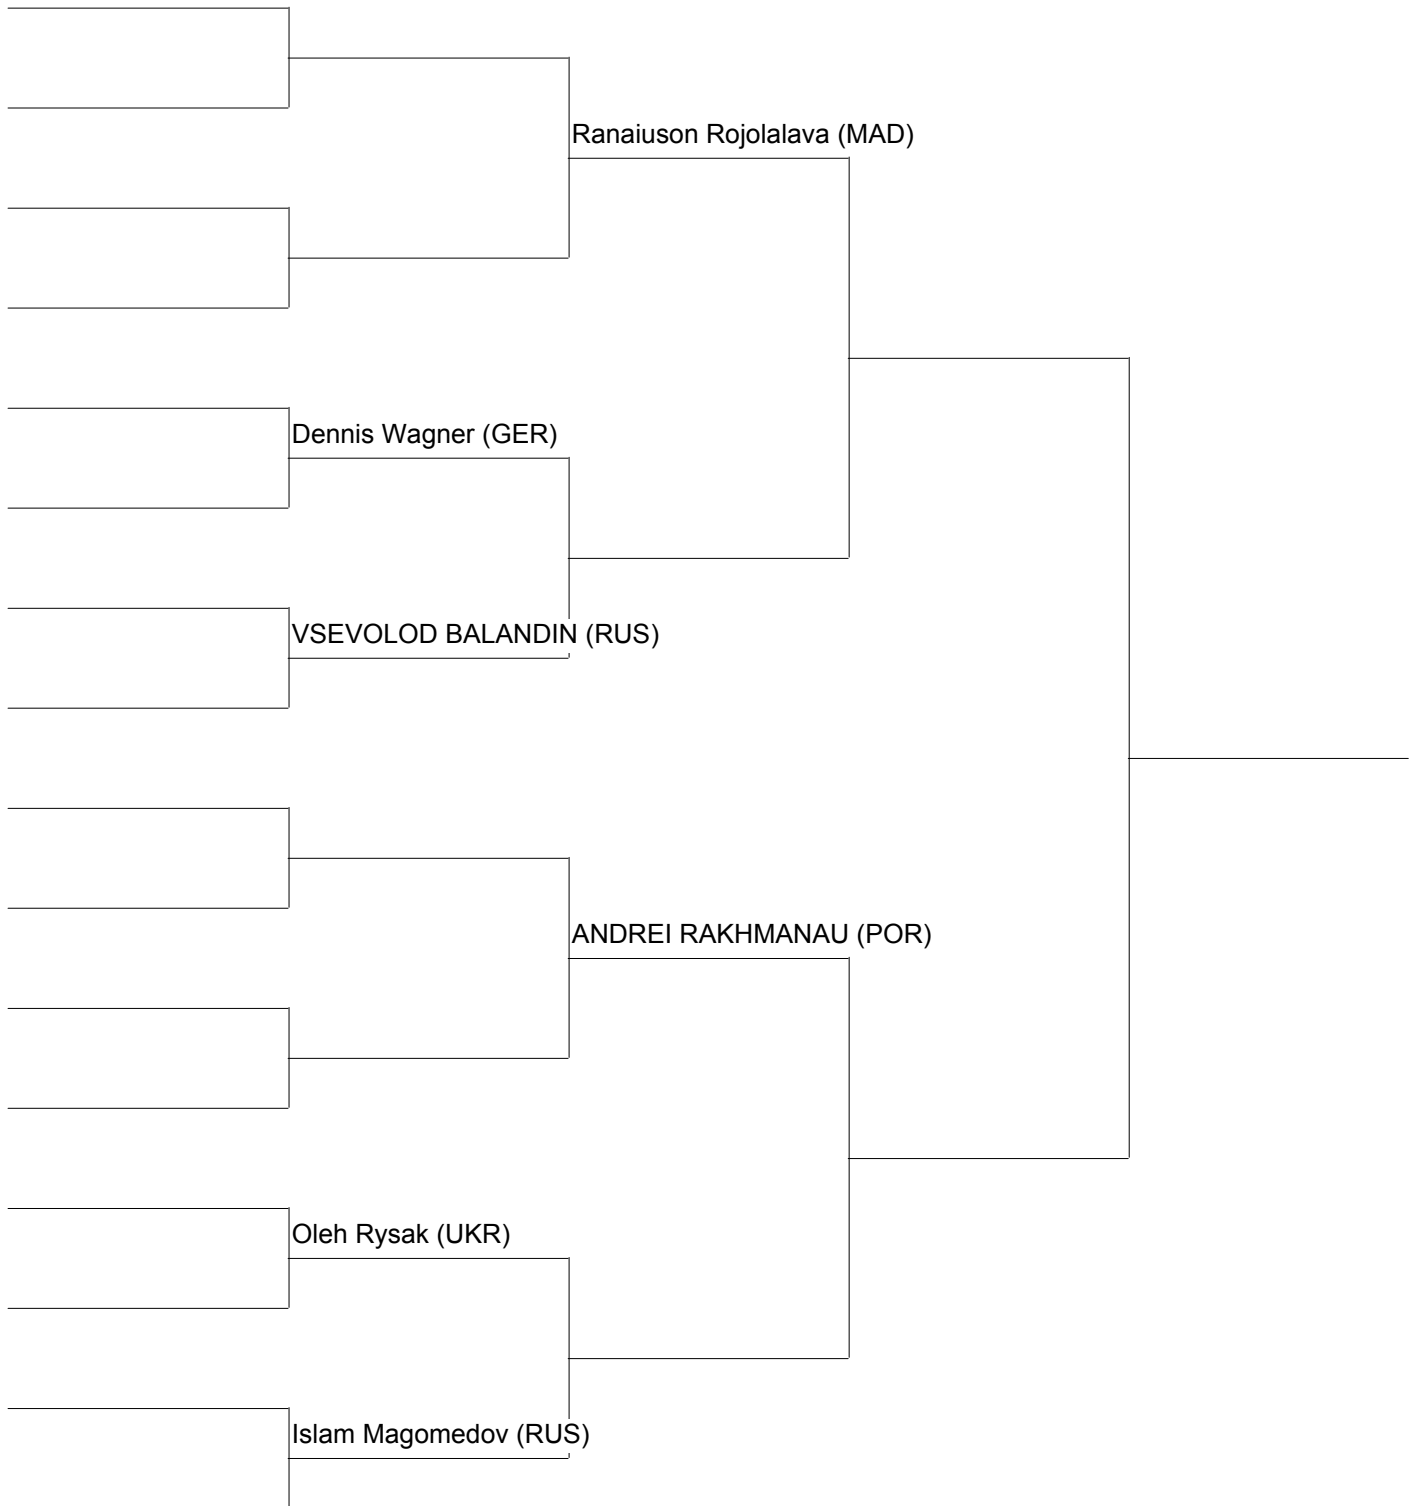 Ranaiuson Rojolalava (MAD)
Dennis Wagner (GER)
VSEVOLOD BALANDIN (RUS)
ANDREI RAKHMANAU (POR)
Oleh Rysak (UKR)
Islam Magomedov (RUS)